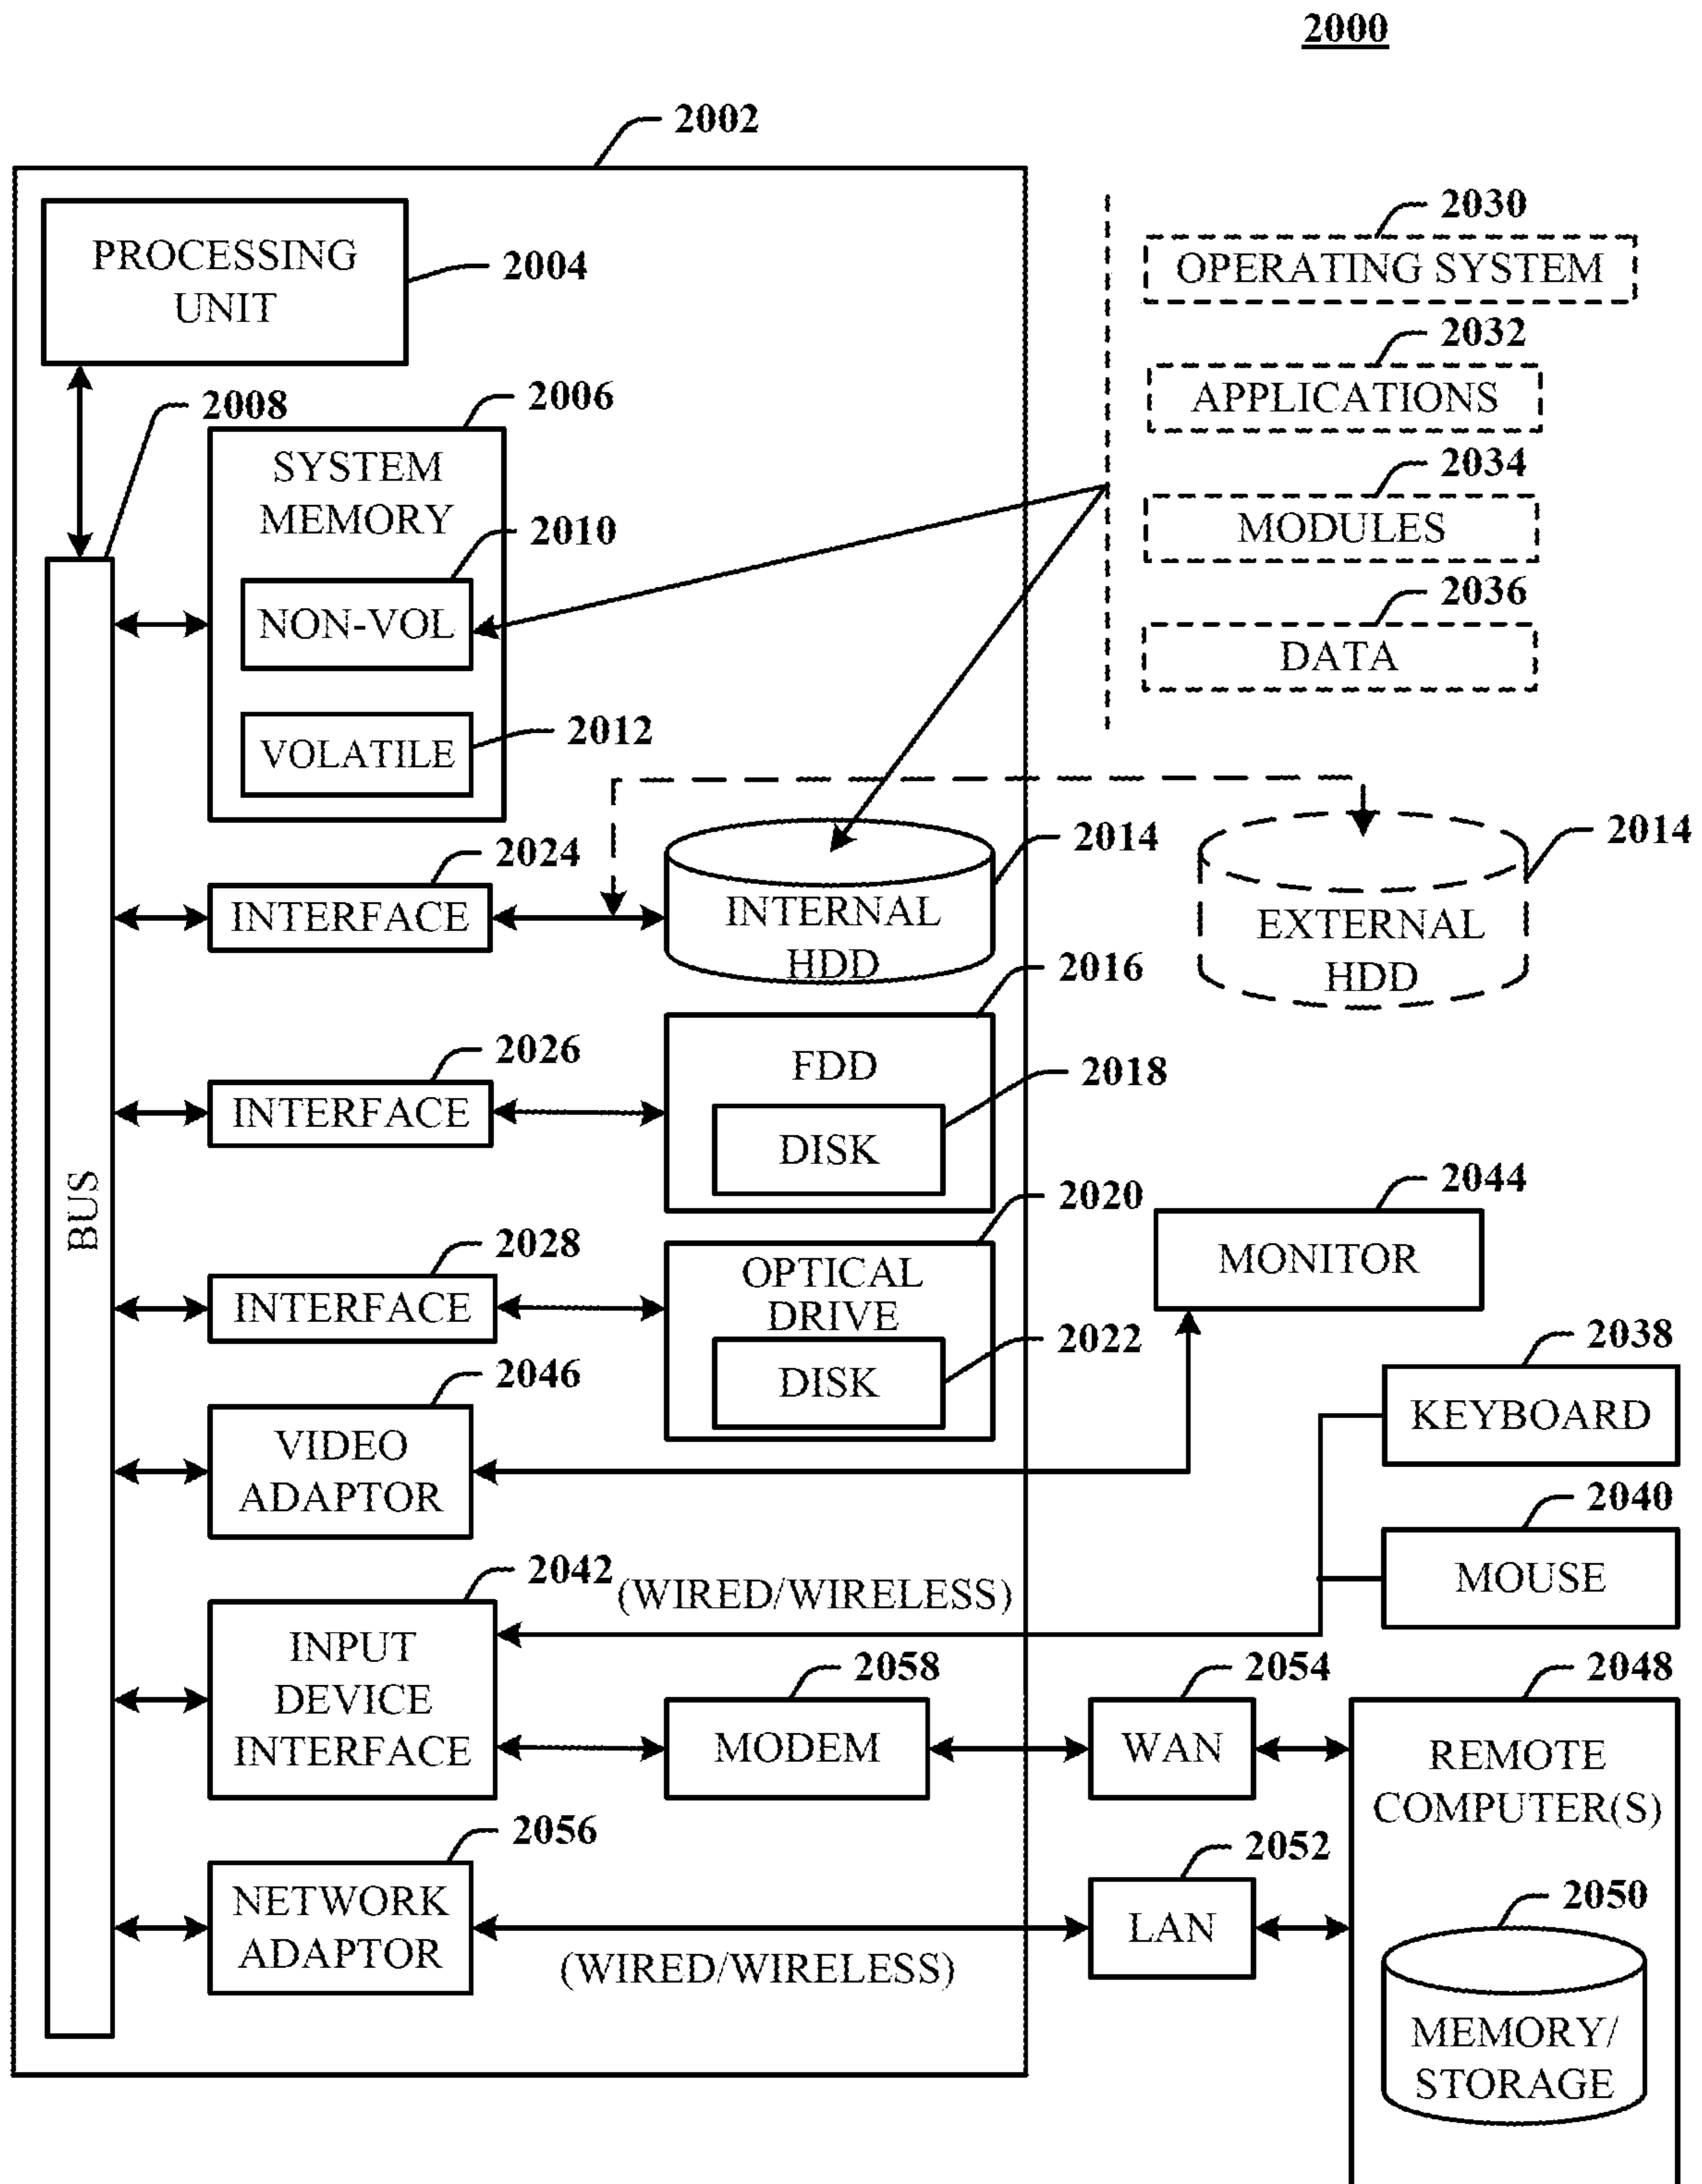 2000
2002
PROCESSING
UNIT
2004
2030
OPERATING SYSTEM
2032
APPLICATIONS
2034
MODULES
2036
DATA
2008
2006
SYSTEM
MEMORY
2010
NON-VOL
2012
VOLATILE
BUS
2024
INTERFACE
2014
INTERNAL
HDD
2014
EXTERNAL
HDD
2026
INTERFACE
2016
FDD
2018
DISK
2028
INTERFACE
2020
OPTICAL
DRIVE
2022
DISK
2044
MONITOR
2046
VIDEO
ADAPTOR
2038
KEYBOARD
2040
MOUSE
2042
(WIRED/WIRELESS)
INPUT
DEVICE
INTERFACE
2058
MODEM
2054
WAN
2048
REMOTE
COMPUTER(S)
2056
NETWORK
ADAPTOR
(WIRED/WIRELESS)
2052
LAN
2050
MEMORY/
STORAGE